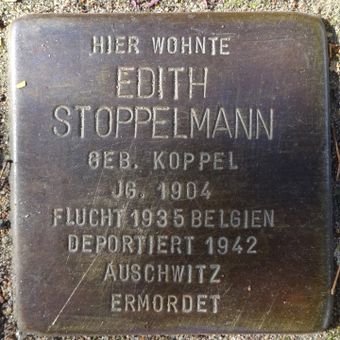 HIER WOHNTE
EDITH
STOPPELMANN
GEB. KOPPEL
JG. 1904
FLUCHT 1935 BELGIEN
DEPORTIERT 1942
AUSCHWITZ
ERMORDET